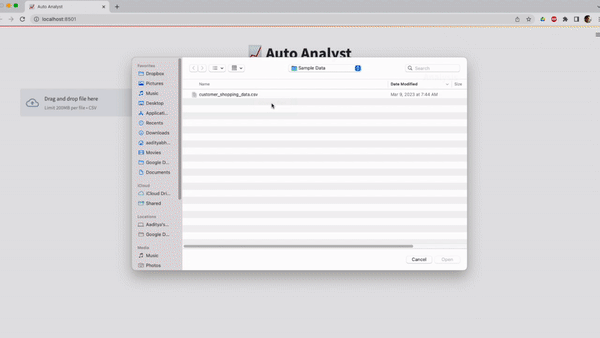 Auto Analyst
localhost:8501
Auto Analyst
Drag and drop file here
Limit 200MB per file • CSV
Favorites
Dropbox
Pictures
Music
Desktop
Applicati...
Recents
Downloads
aadityabh...
Movies
Google D...
Documents
iCloud
iCloud Dri...
Shared
Locations
Aaditya's...
Google D...
Media
Music
Photos
Sample Data
Search
Name
Date Modified
Size
customer_shopping_data.csv
Mar 9, 2023 at 7:44 AM
Cancel
Open